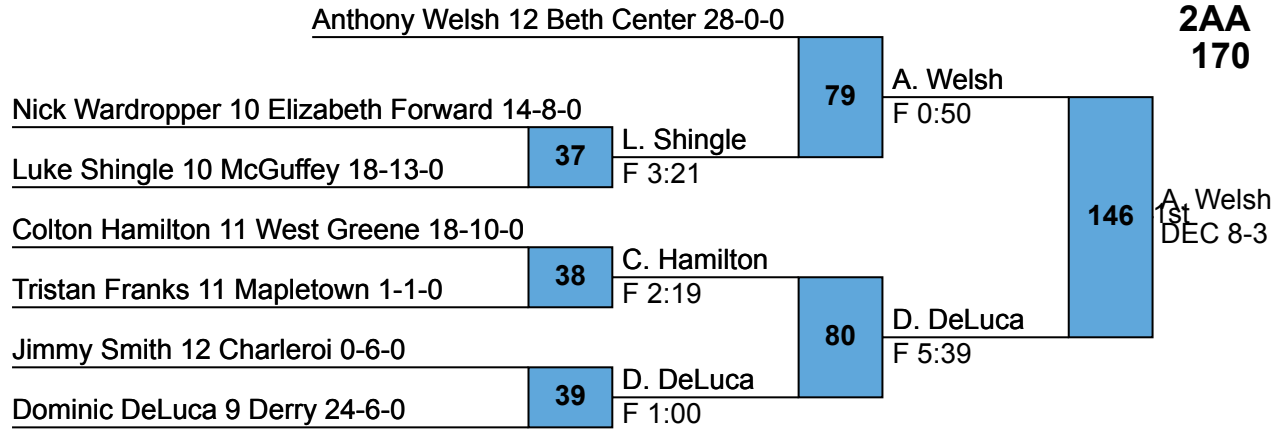 Anthony Welsh 12 Beth Center 28-0-0
2AA
170
79
A. Welsh
F 0:50
Nick Wardropper 10 Elizabeth Forward 14-8-0
37
L. Shingle
F 3:21
Luke Shingle 10 McGuffey 18-13-0
146
A. Welsh
1st
DEC 8-3
Colton Hamilton 11 West Greene 18-10-0
38
C. Hamilton
F 2:19
Tristan Franks 11 Mapletown 1-1-0
80
D. DeLuca
F 5:39
Jimmy Smith 12 Charleroi 0-6-0
39
D. DeLuca
F 1:00
Dominic DeLuca 9 Derry 24-6-0